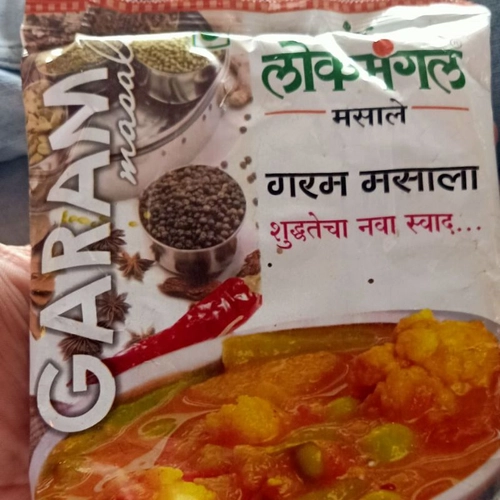 GARAM
masala
लोकमंगल
मसाले
गरम मसाला
शुद्धतेचा नवा स्वाद...